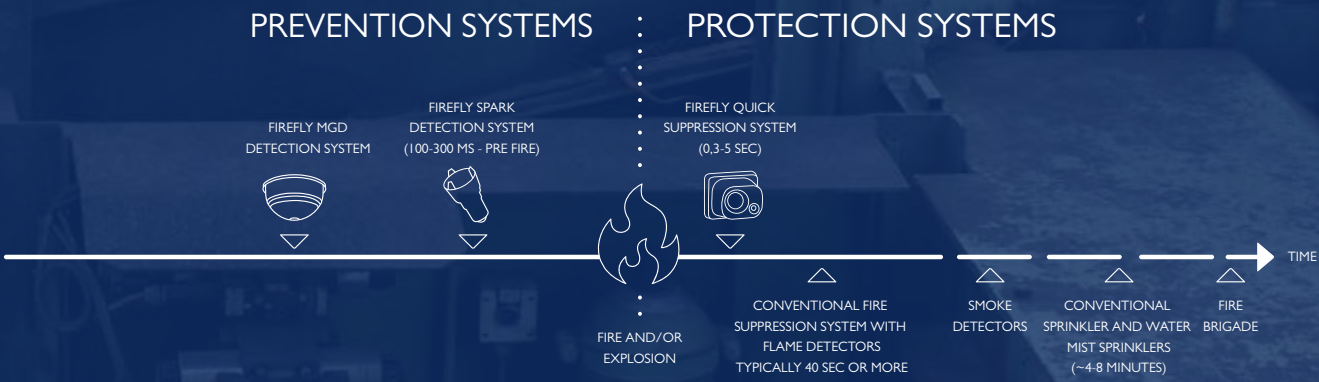 PREVENTION SYSTEMS
PROTECTION SYSTEMS
FIREFLY MGD
DETECTION SYSTEM
FIREFLY SPARK
DETECTION SYSTEM
(100-300 MS - PRE FIRE)
FIREFLY QUICK
SUPPRESSION SYSTEM
(0,3-5 SEC)
TIME
FIRE AND/OR
EXPLOSION
CONVENTIONAL FIRE
SUPPRESSION SYSTEM WITH
FLAME DETECTORS
TYPICALLY 40 SEC OR MORE
SMOKE
DETECTORS
CONVENTIONAL
SPRINKLER AND WATER
MIST SPRINKLERS
(~4-8 MINUTES)
FIRE
BRIGADE